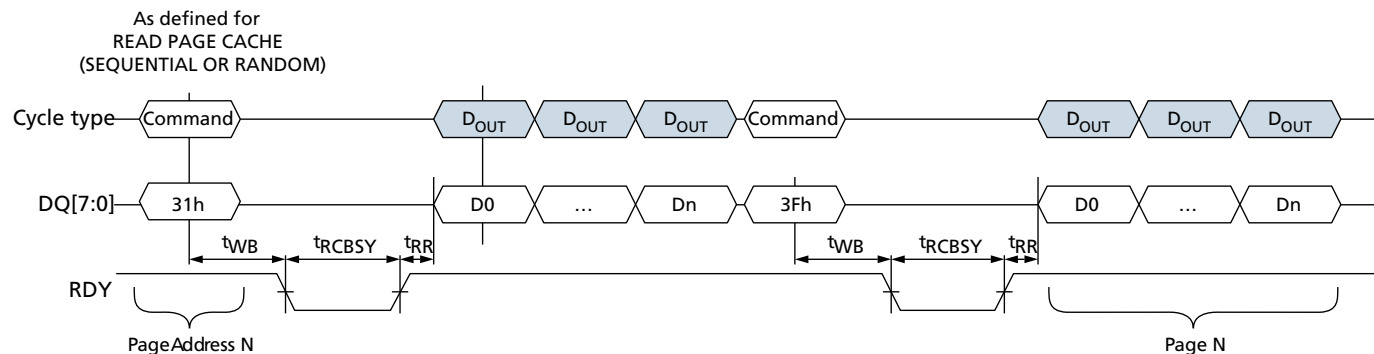 As defined for
READ PAGE CACHE
(SEQUENTIAL OR RANDOM)
Cycle type Command DOUT DOUT DOUT Command DOUT DOUT DOUT
DQ[7:0] 31h D0 ... Dn 3Fh D0 ... Dn
tWB tRCBSY tRR tWB tRCBSY tRR
RDY
Page Address N Page N